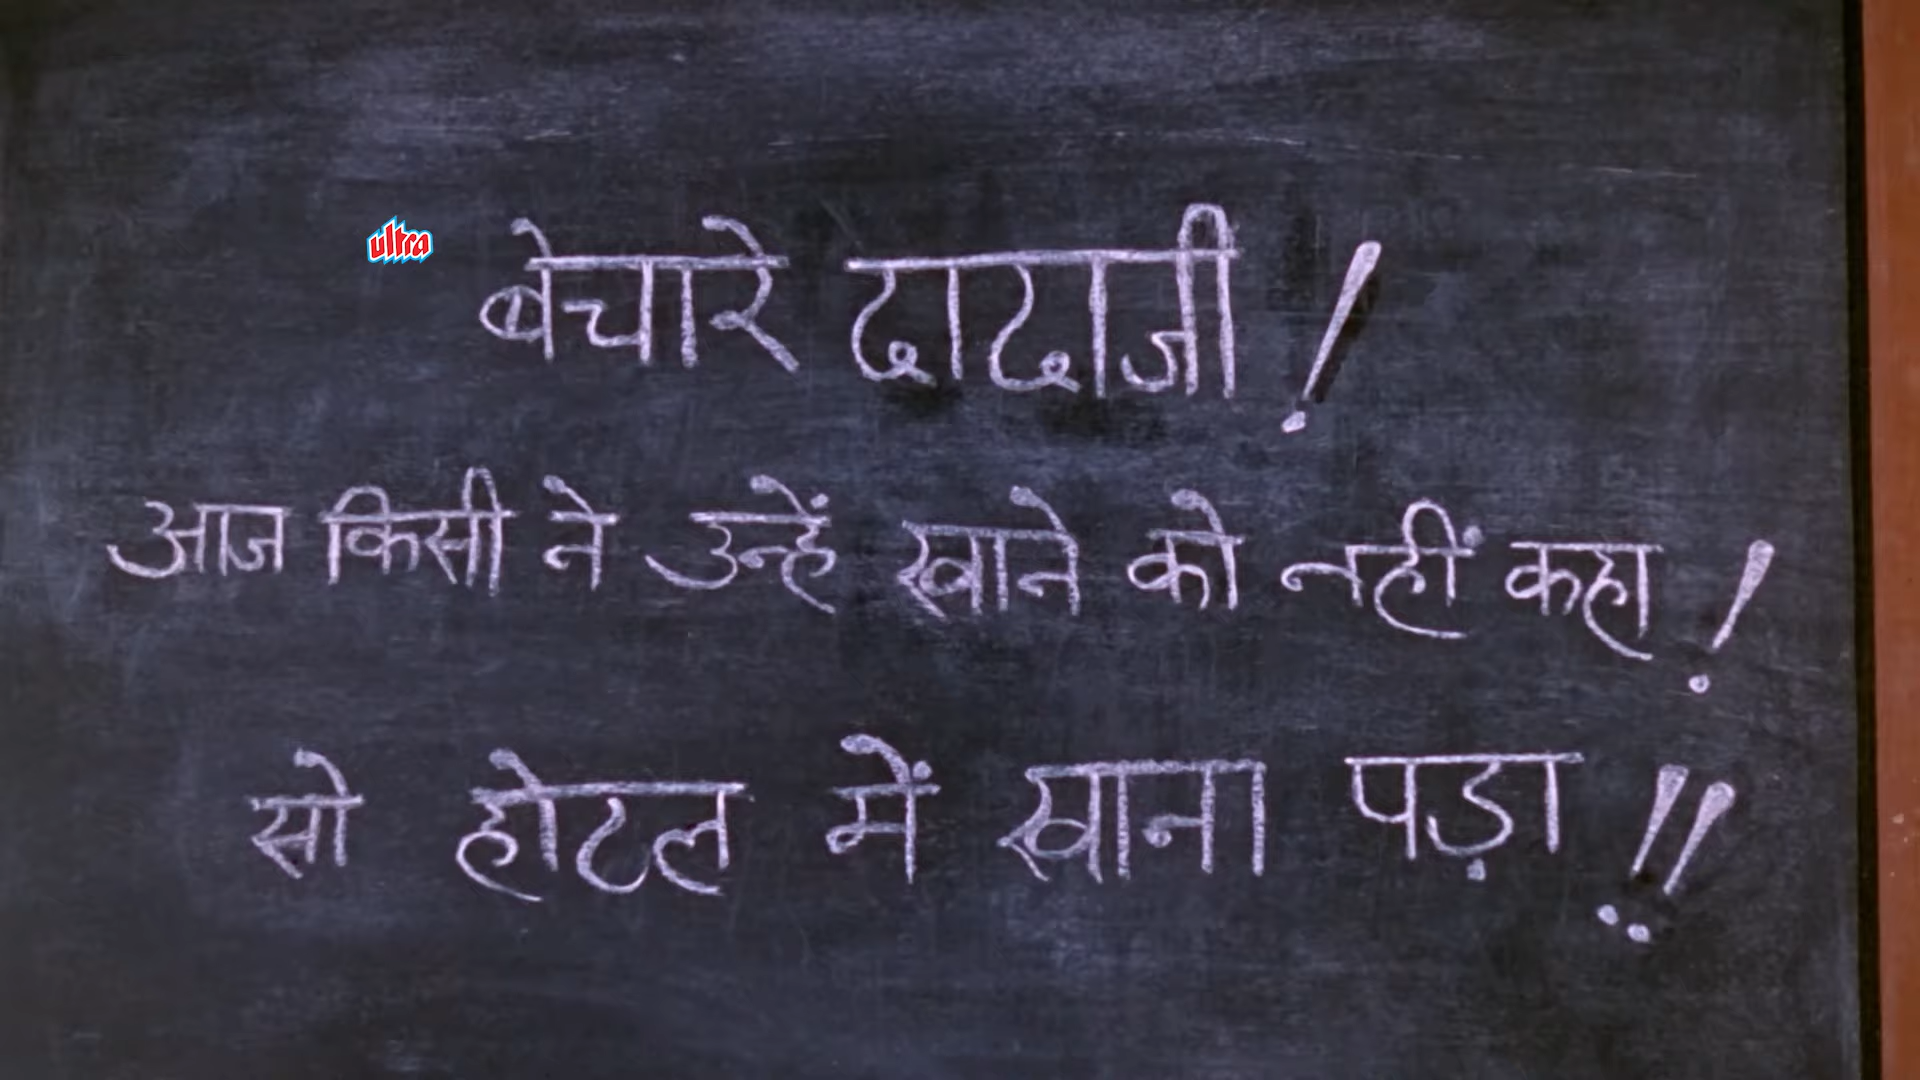 ultra
बेचारे दादाजी !
आज किसी ने उन्हें खाने को नहीं कहा !
सो होटल में खाना पड़ा !!